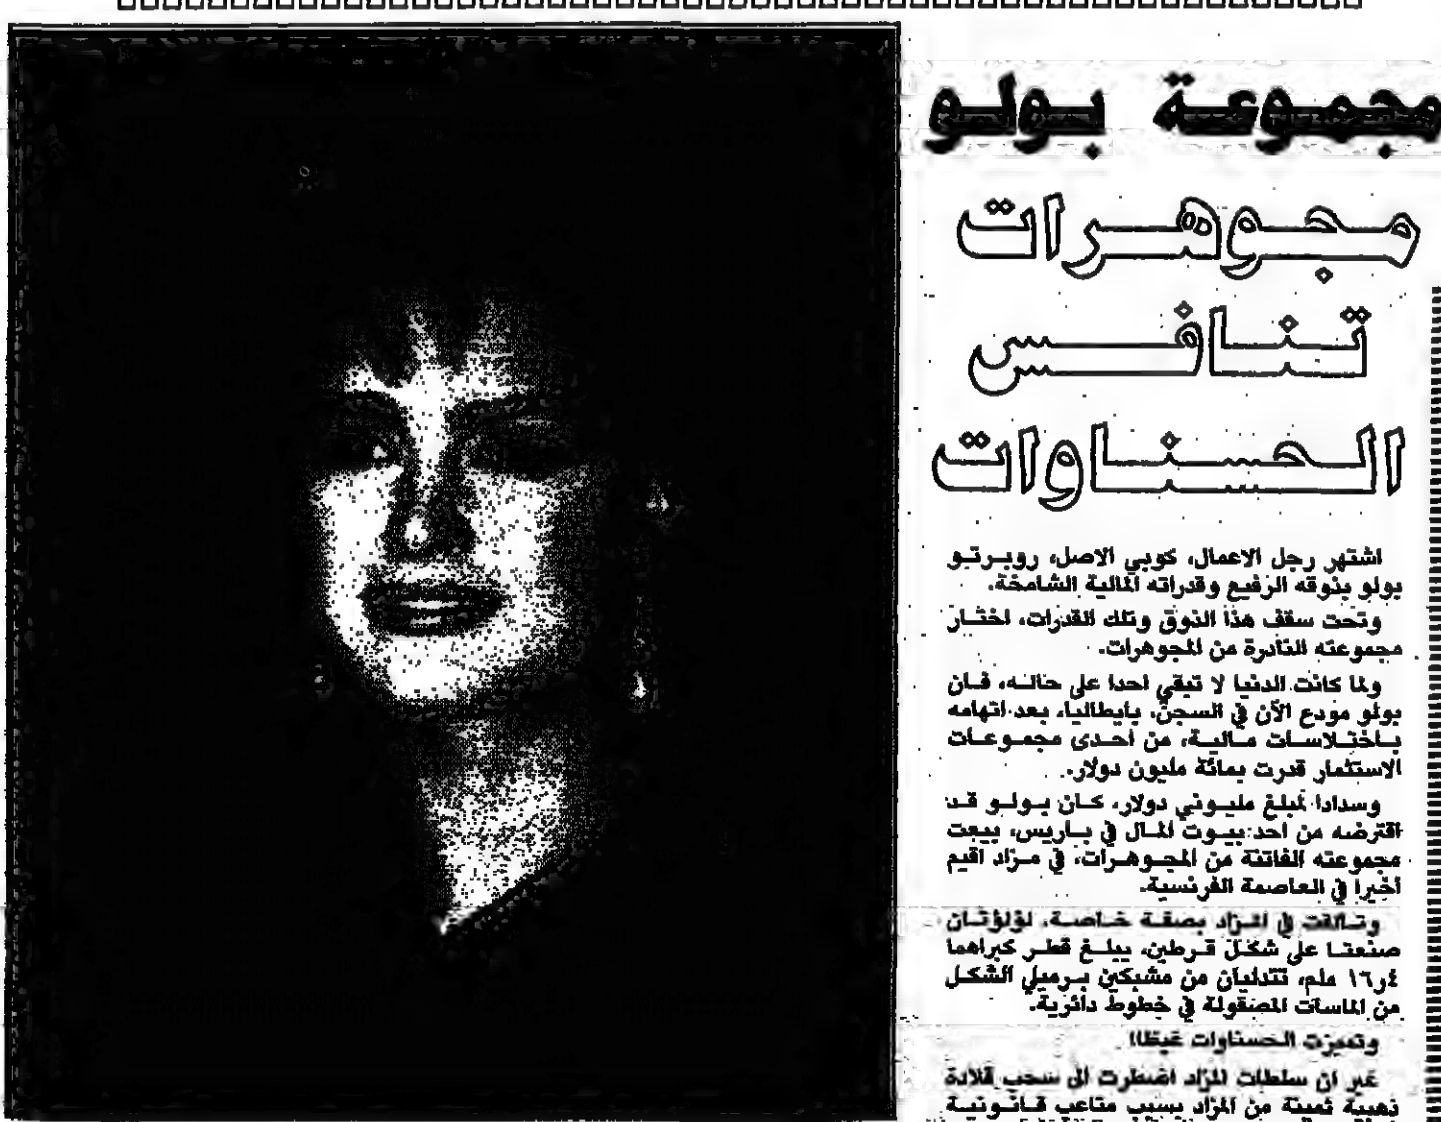 مجموعة بولو
مجوهرات
تنافس
الحسناوات
اشتهر رجل الاعمال، كوبي الاصل، روبرتو
بولو بذوقه الرفيع وقدراته المالية الشامخة.
وتحت سقف هذا الذوق وتلك القدرات، اختار
مجموعته النادرة من المجوهرات.
ولما كانت الدنيا لا تبقي احدا على حاله، فان
بولو مودع الآن في السجن، بايطاليا، بعد اتهامه
باختلاسات مالية، من احدى مجموعات
الاستثمار قدرت بمائة مليون دولار.
وسدادا لمبلغ مليوني دولار، كان بولو قد
اقترضه من احد بيوت المال في باريس، بيعت
مجموعته الفاتنة من المجوهرات، في مزاد اقيم
أخيرا في العاصمة الفرنسية.
وتألقت في المزاد بصفة خاصة، لؤلؤتان
صنعتا على شكل قرطين، يبلغ قطر كبراهما
١٦ر٤ ملم، تتدليان من مشبكين برميلي الشكل
من الماسات المصقولة في خطوط دائرية.
وتميزت الحسناوات غيظا!!
غير ان سلطات المزاد اضطرت الى سحب قلادة
ذهبية ثمينة من المزاد بسبب متاعب قانونية